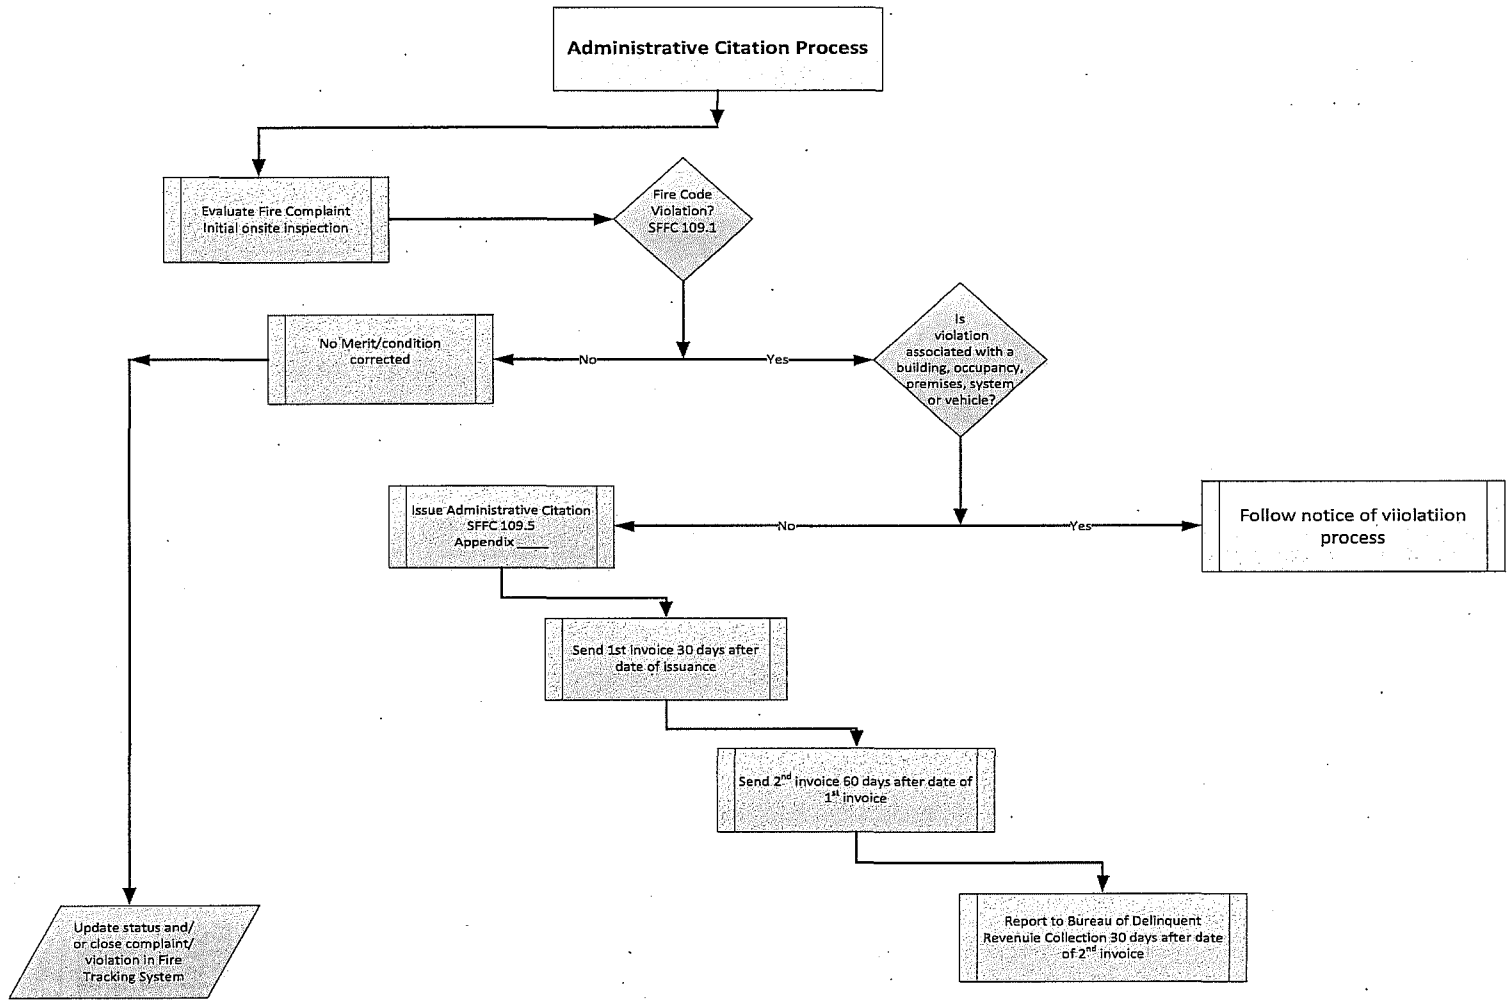 Administrative Citation Process
Evaluate Fire Complaint
Initial onsite inspection
Fire Code
Violation?
SFFC 109.1
No Merit/condition
corrected
No
Yes
Is
violation
associated with a
building, occupancy,
premises, system
or vehicle?
Issue Administrative Citation
SFFC 109.5
Appendix ____
No
Yes
Follow notice of viiolatiion
process
Send 1st invoice 30 days after
date of issuance
Send 2nd invoice 60 days after date of
1st invoice
Update status and/
or close complaint/
violation in Fire
Tracking System
Report to Bureau of Delinquent
Revenuie Collection 30 days after date
of 2nd invoice